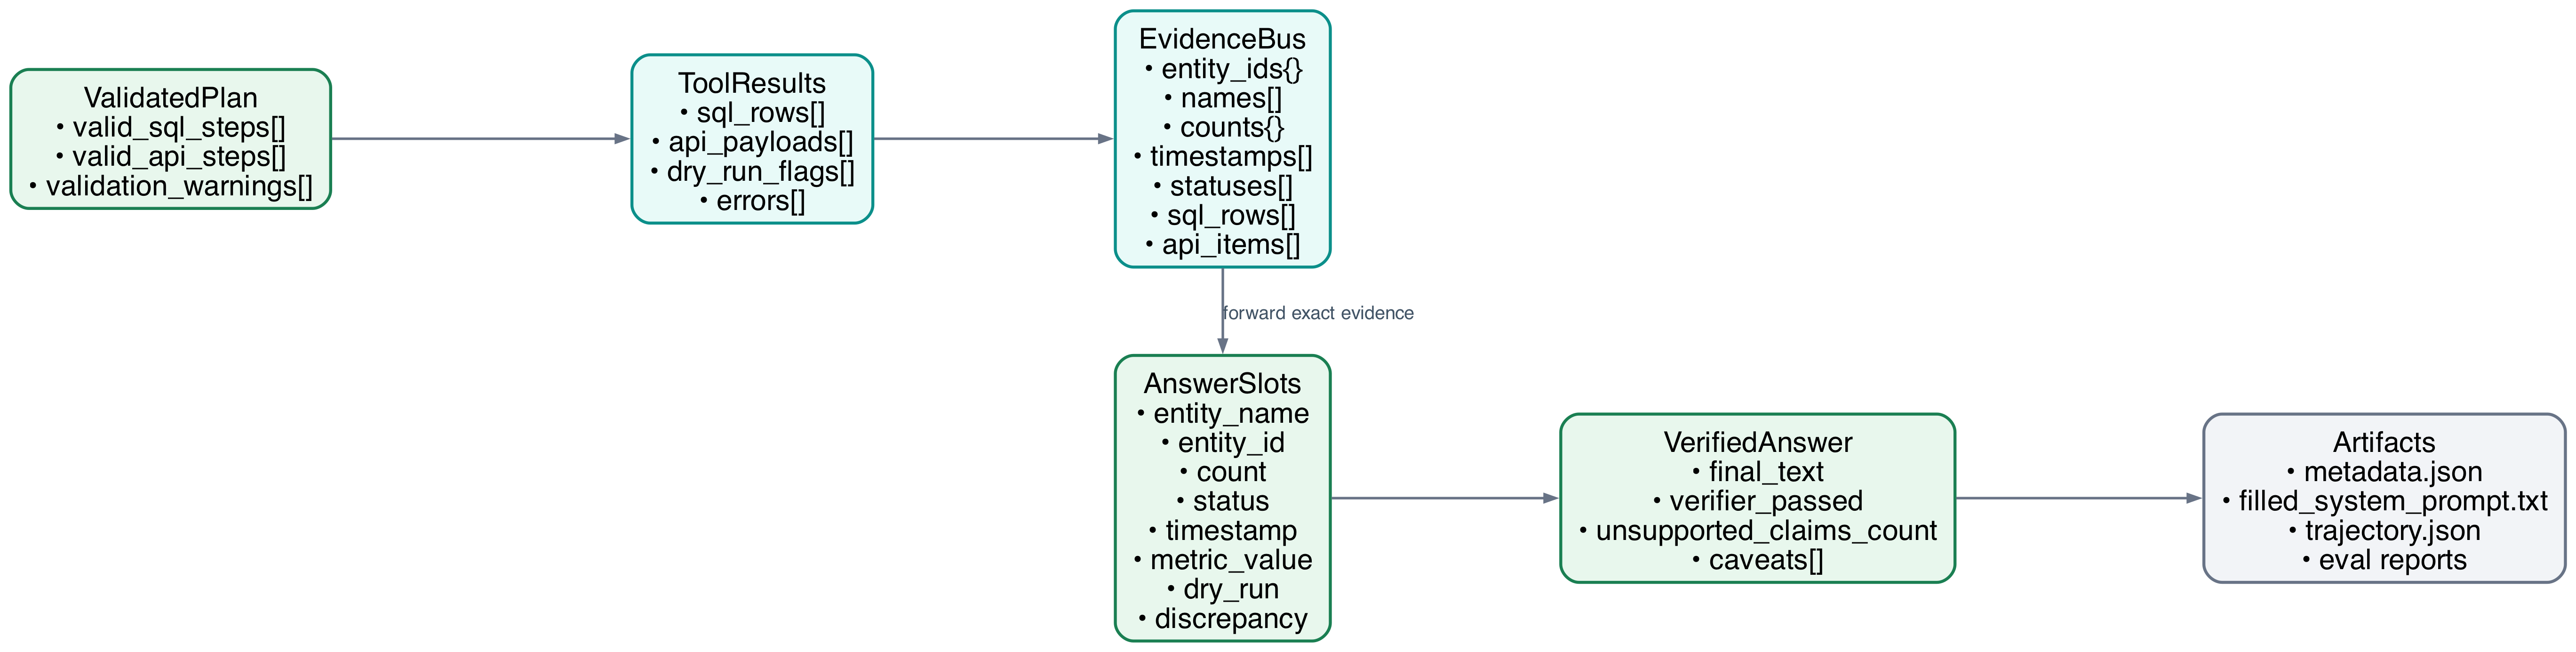 ValidatedPlan
• valid_sql_steps[]
• valid_api_steps[]
• validation_warnings[]
ToolResults
• sql_rows[]
• api_payloads[]
• dry_run_flags[]
• errors[]
EvidenceBus
• entity_ids{}
• names[]
• counts{}
• timestamps[]
• statuses[]
• sql_rows[]
• api_items[]
forward exact evidence
AnswerSlots
• entity_name
• entity_id
• count
• status
• timestamp
• metric_value
• dry_run
• discrepancy
VerifiedAnswer
• final_text
• verifier_passed
• unsupported_claims_count
• caveats[]
Artifacts
• metadata.json
• filled_system_prompt.txt
• trajectory.json
• eval reports